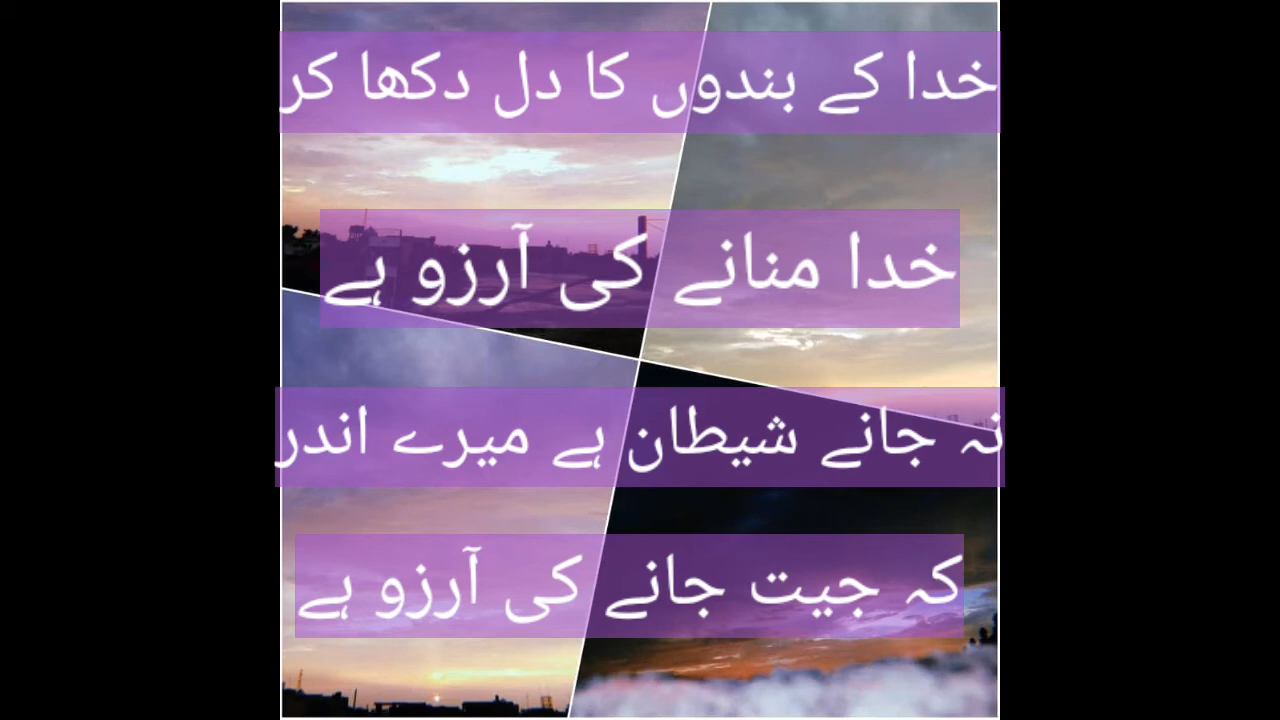 خدا کے بندوں کا دل دکھا کر
خدا منانے کی آرزو ہے
نہ جانے شیطان ہے میرے اندر
کہ جیت جانے کی آرزو ہے